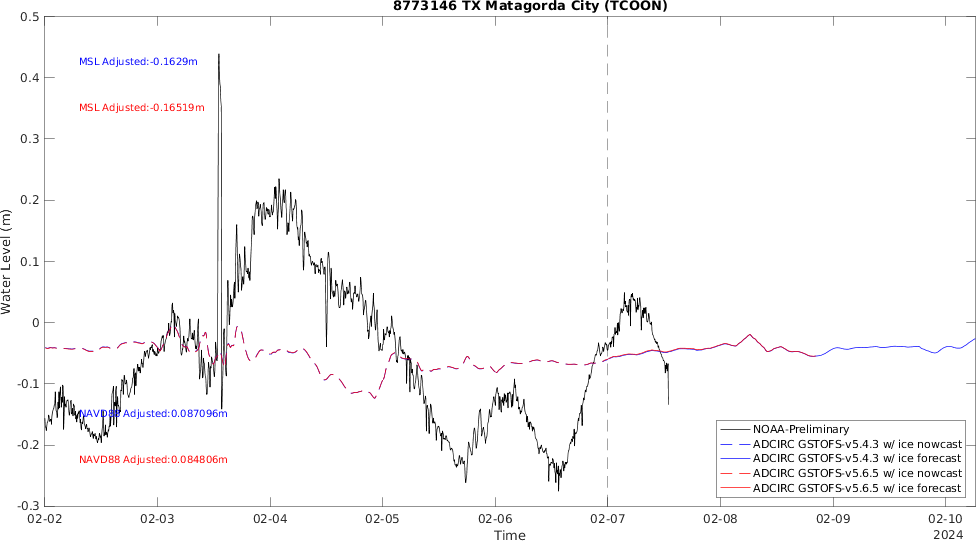 8773146 TX Matagorda City (TCOON)
Water Level (m)
0.5
0.4
0.3
0.2
0.1
0
-0.1
-0.2
-0.3
MSL Adjusted:-0.1629m
MSL Adjusted:-0.16519m
NAVD88 Adjusted:0.087096m
NAVD88 Adjusted:0.084806m
NOAA-Preliminary
ADCIRC GSTOFS-v5.4.3 w/ ice nowcast
ADCIRC GSTOFS-v5.4.3 w/ ice forecast
ADCIRC GSTOFS-v5.6.5 w/ ice nowcast
ADCIRC GSTOFS-v5.6.5 w/ ice forecast
02-02 02-03 02-04 02-05 02-06 02-07 02-08 02-09 02-10
2024
Time